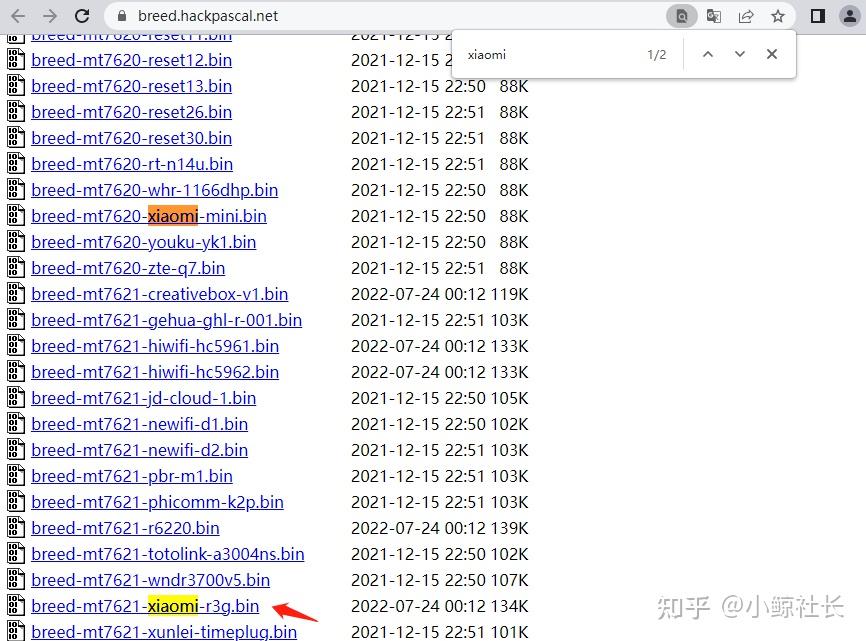 breed.hackpascal.net
xiaomi 1/2
breed-mt7620-reset11.bin
breed-mt7620-reset12.bin 2021-12-15 2
breed-mt7620-reset13.bin 2021-12-15 22:50 88K
breed-mt7620-reset26.bin 2021-12-15 22:51 88K
breed-mt7620-reset30.bin 2021-12-15 22:51 88K
breed-mt7620-rt-n14u.bin 2021-12-15 22:51 88K
breed-mt7620-whr-1166dhp.bin 2021-12-15 22:50 88K
breed-mt7620-xiaomi-mini.bin 2021-12-15 22:51 88K
breed-mt7620-youku-yk1.bin 2021-12-15 22:50 88K
breed-mt7620-zte-q7.bin 2021-12-15 22:51 88K
breed-mt7621-creativebox-v1.bin 2022-07-24 00:12 119K
breed-mt7621-gehua-ghl-r-001.bin 2021-12-15 22:51 103K
breed-mt7621-hiwifi-hc5961.bin 2022-07-24 00:12 133K
breed-mt7621-hiwifi-hc5962.bin 2022-07-24 00:12 133K
breed-mt7621-jd-cloud-1.bin 2021-12-15 22:50 105K
breed-mt7621-newifi-d1.bin 2021-12-15 22:50 102K
breed-mt7621-newifi-d2.bin 2021-12-15 22:51 103K
breed-mt7621-pbr-m1.bin 2021-12-15 22:51 103K
breed-mt7621-phicomm-k2p.bin 2021-12-15 22:51 103K
breed-mt7621-r6220.bin 2022-07-24 00:12 139K
breed-mt7621-totolink-a3004ns.bin 2021-12-15 22:50 102K
breed-mt7621-wndr3700v5.bin 2021-12-15 22:50 107K
breed-mt7621-xiaomi-r3g.bin 2022-07-24 00:12 134K
知乎 @小鲸社长
breed-mt7621-xunlei-timeplug.bin 2021-12-15 22:51 101K